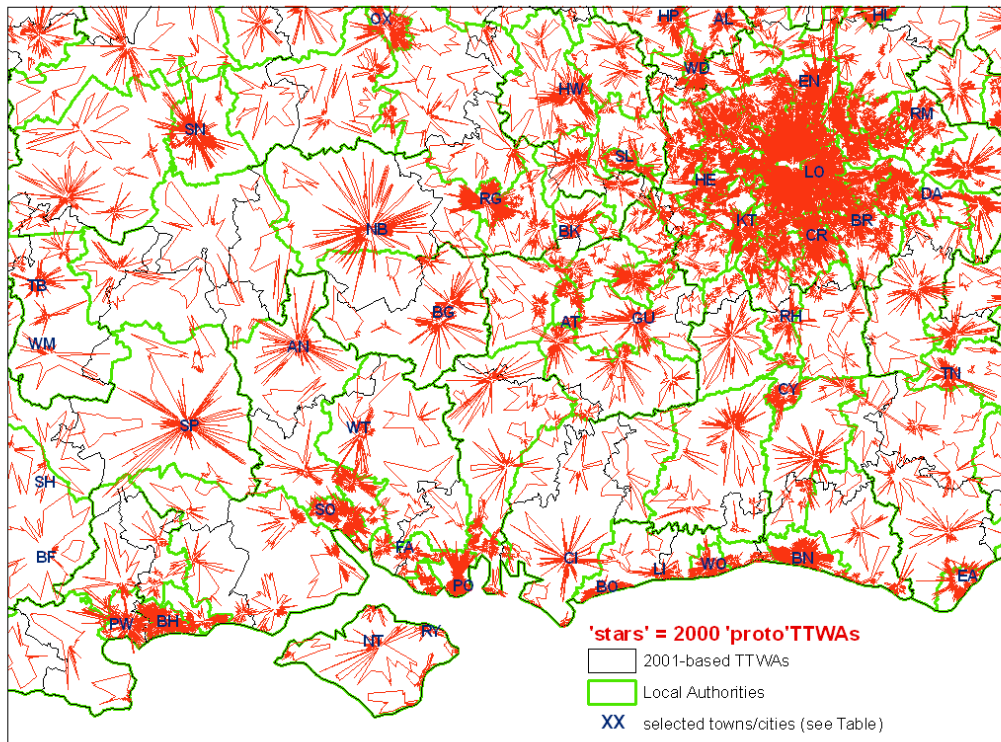 OX
HP
AL
HL
WD
EN
HW
RM
SN
SL
LO
HE
DA
RG
KT
BR
NB
BK
CR
TB
BG
AT
GU
RH
WM
AN
TN
CY
SP
WT
SH
SO
FA
BF
CI
LI
WO
BN
PO
BO
EA
PW
BH
NT
RY
'stars' = 2000 'proto'TTWAs
2001-based TTWAs
Local Authorities
XX selected towns/cities (see Table)